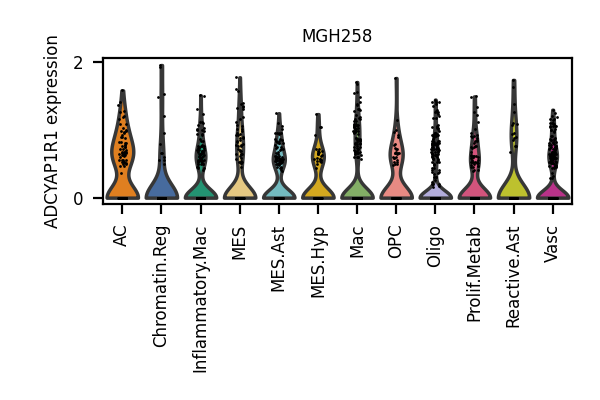 MGH258
ADCYAP1R1 expression
2
0
AC
Chromatin.Reg
Inflammatory.Mac
MES
MES.Ast
MES.Hyp
Mac
OPC
Oligo
Prolif.Metab
Reactive.Ast
Vasc